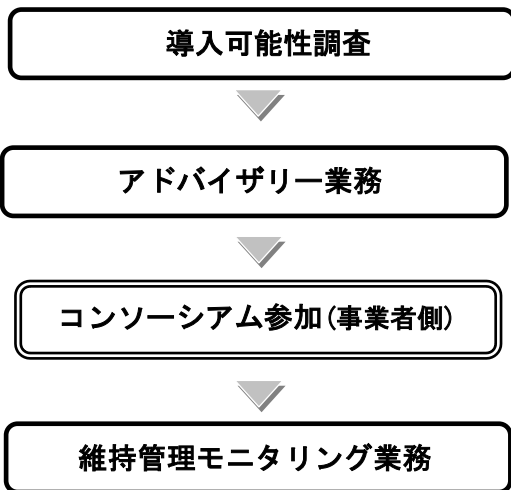 導入可能性調査
アドバイザリー業務
コンソーシアム参加(事業者側)
維持管理モニタリング業務